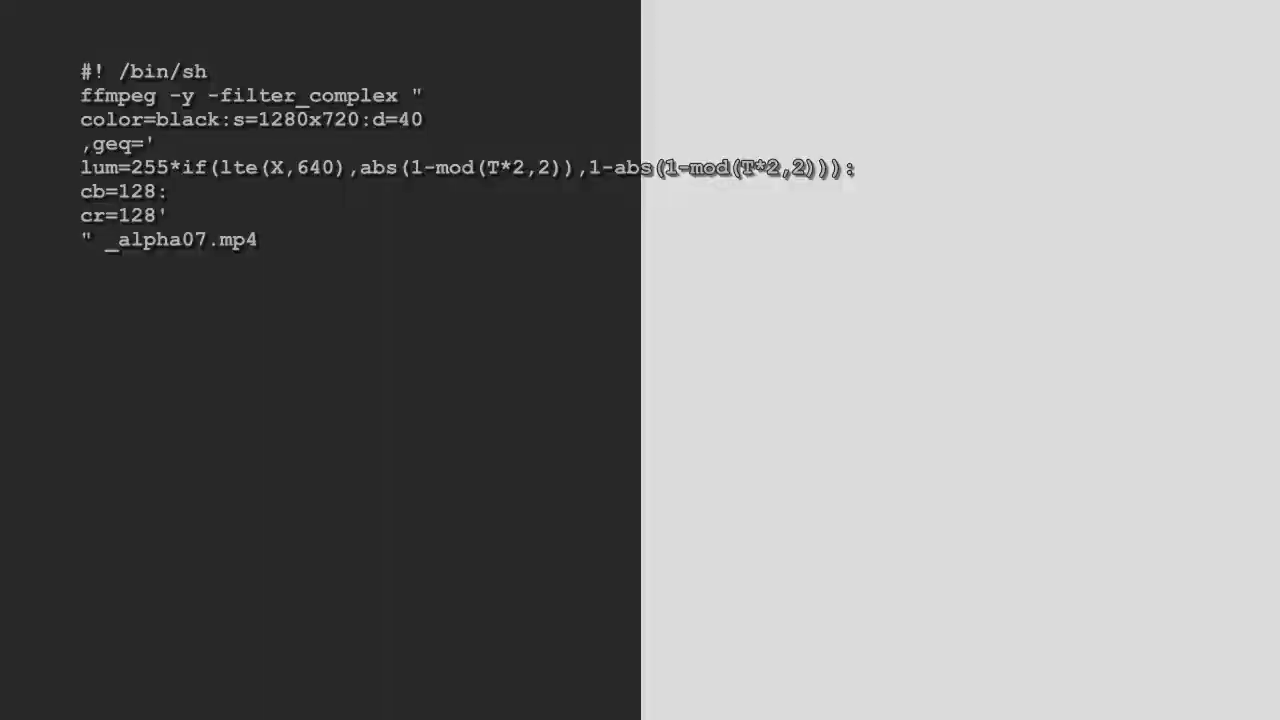 #! /bin/sh
ffmpeg -y -filter_complex "
color=black:s=1280x720:d=40
,geq='
lum=255*if(lte(X,640),abs(1-mod(T*2,2)),1-abs(1-mod(T*2,2))):
cb=128:
cr=128'
" _alpha07.mp4